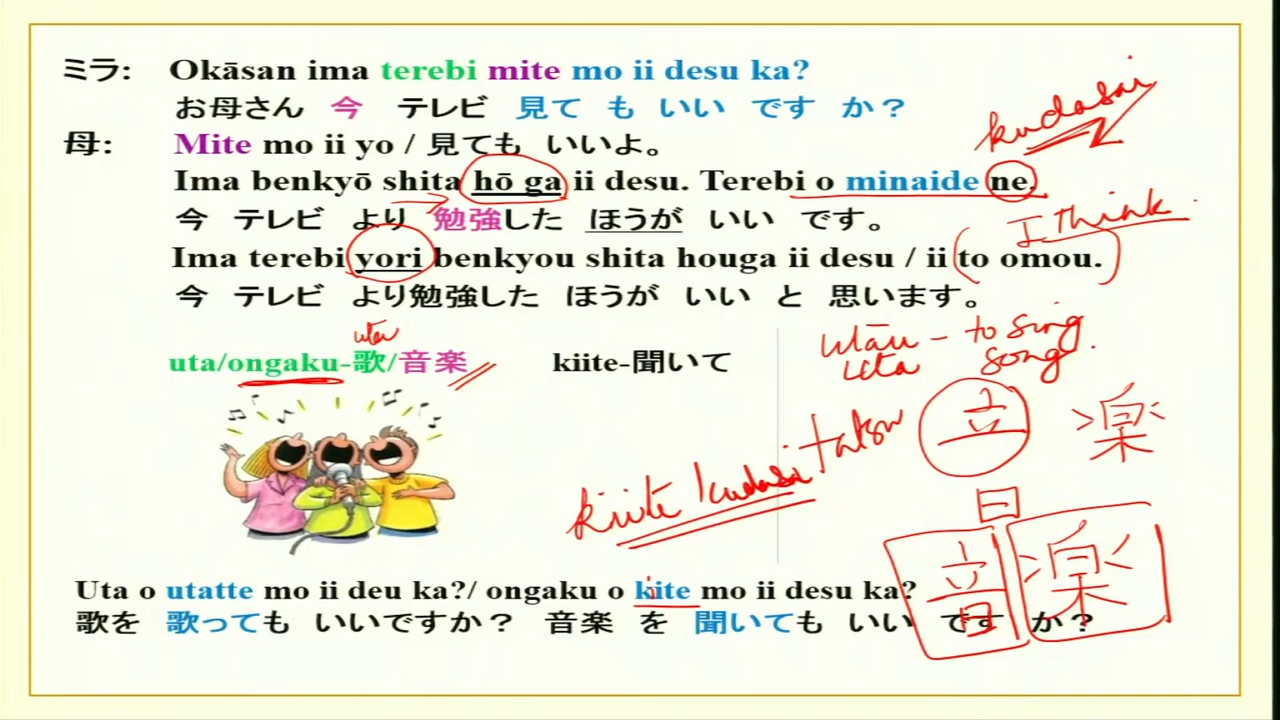 ミラ: Okāsan ima terebi mite mo ii desu ka?
お母さん 今 テレビ 見て も いい です か？
kudasai
母: Mite mo ii yo / 見ても いいよ。
Ima benkyō shita hō ga ii desu. Terebi o minaide ne.
I think
今 テレビ より 勉強した ほうが いい です。
Ima terebi yori benkyou shita houga ii desu / ii to omou.
今 テレビ より勉強した ほうが いい と 思います。
uta
utāu - to sing
uta song
uta/ongaku-歌/音楽 kiite-聞いて
tatsu 立 楽
kiite kudasai
日
音楽
Uta o utatte mo ii deu ka?/ ongaku o kite mo ii desu ka?
i
歌を 歌っても いいですか？ 音楽 を 聞いても いい です か？